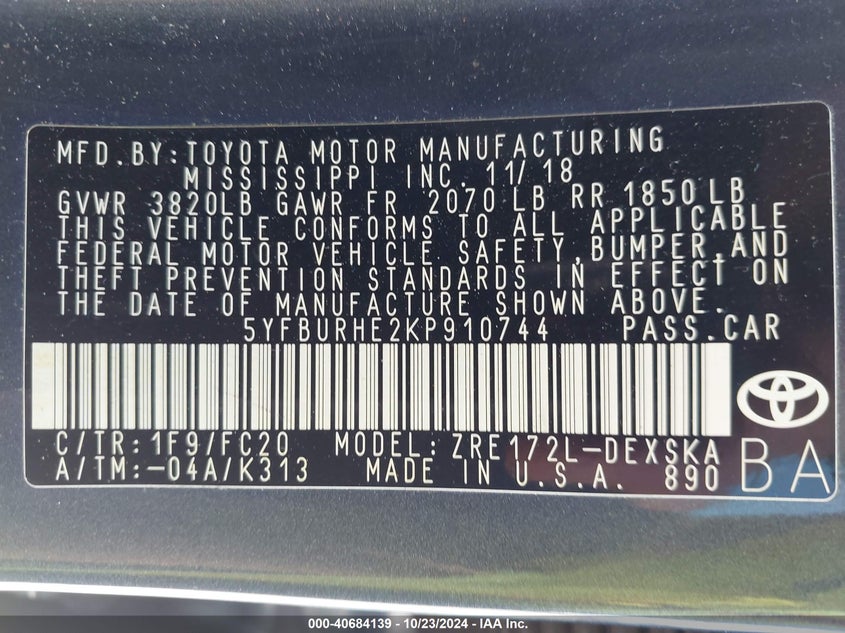 MFD.BY:TOYOTA MOTOR MANUFACTURING
MISSISSIPPI INC. 11/18
GVWR 3820LB GAWR FR 2070LB RR 1850LB
THIS VEHICLE CONFORMS TO ALL APPLICABLE
FEDERAL MOTOR VEHICLE SAFETY,BUMPER,AND
THEFT PREVENTION STANDARDS IN EFFECT ON
THE DATE OF MANUFACTURE SHOWN ABOVE.
5YFBURHE2KP910744 PASS.CAR
C/TR:1F9/FC20 MODEL:ZRE172L-DEXSKA
A/TM:-04A/K313 MADE IN U.S.A. 890
BA
000-40684139 - 10/23/2024 - IAA Inc.